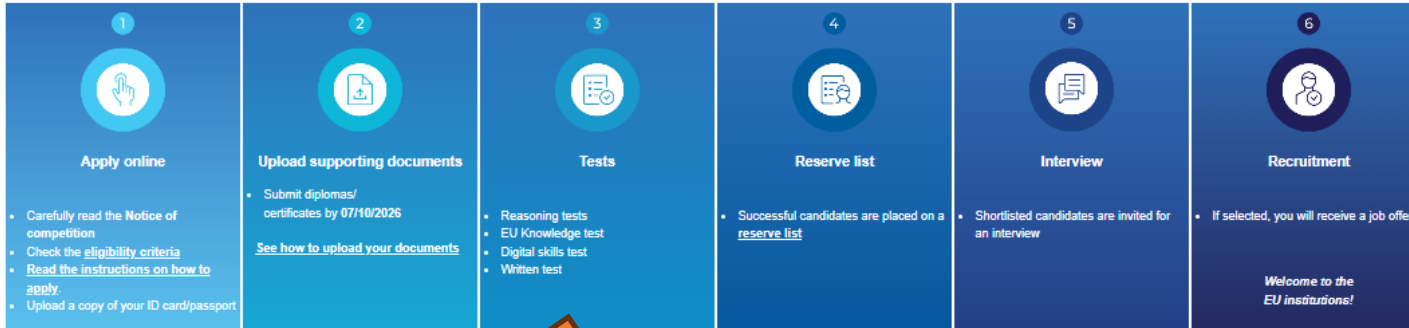 1
Apply online
Carefully read the Notice of
competition
Check the eligibility criteria
Read the instructions on how to
apply.
Upload a copy of your ID card/passport
2
Upload supporting documents
Submit diplomas/
certificates by 07/10/2026
See how to upload your documents
3
Tests
Reasoning tests
EU Knowledge test
Digital skills test
Written test
4
Reserve list
Successful candidates are placed on a
reserve list
5
Interview
Shortlisted candidates are invited for
an interview
6
Recruitment
If selected, you will receive a job offe
Welcome to the
EU institutions!